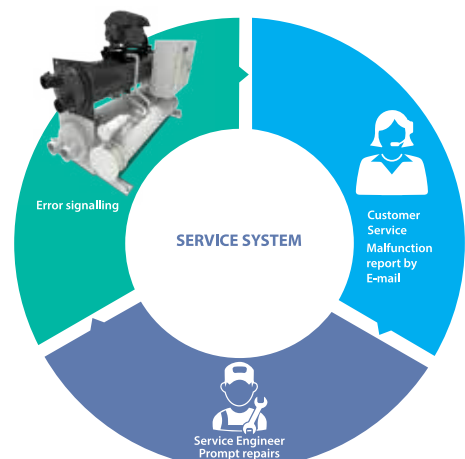 Error signalling
SERVICE SYSTEM
Customer
Service
Malfunction
report by
E-mail
Service Engineer
Prompt repairs